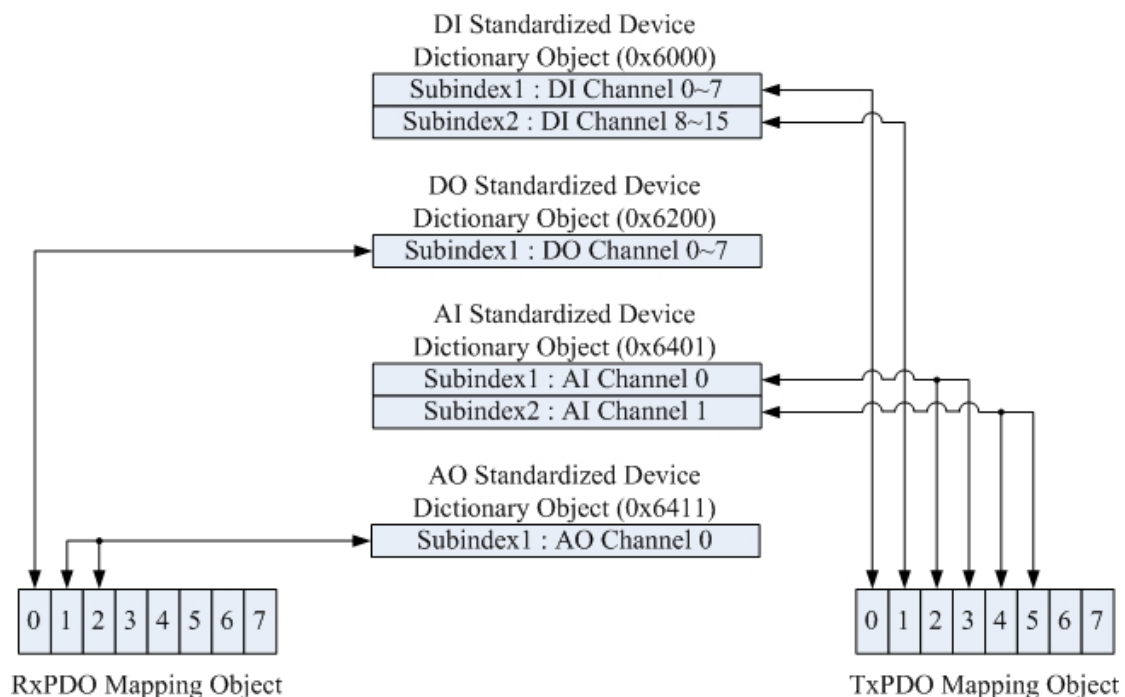 DI Standardized Device
Dictionary Object (0x6000)
Subindex1 : DI Channel 0~7
Subindex2 : DI Channel 8~15
DO Standardized Device
Dictionary Object (0x6200)
Subindex1 : DO Channel 0~7
AI Standardized Device
Dictionary Object (0x6401)
Subindex1 : AI Channel 0
Subindex2 : AI Channel 1
AO Standardized Device
Dictionary Object (0x6411)
Subindex1 : AO Channel 0
0 1 2 3 4 5 6 7
RxPDO Mapping Object
0 1 2 3 4 5 6 7
TxPDO Mapping Object